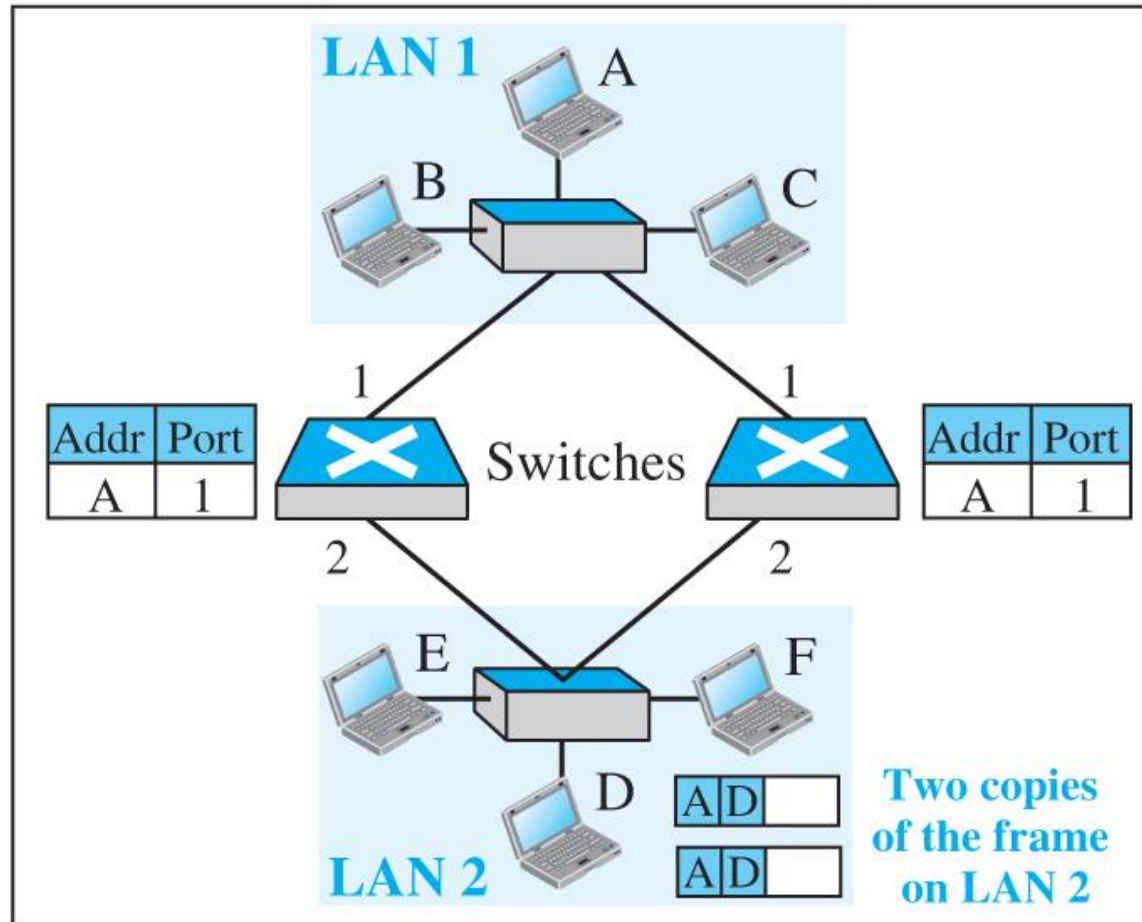 LAN 1
A
B
C
1
1
Addr Port
A 1
Switches
Addr Port
A 1
2
2
E
F
D
A D
A D
LAN 2
Two copies
of the frame
on LAN 2